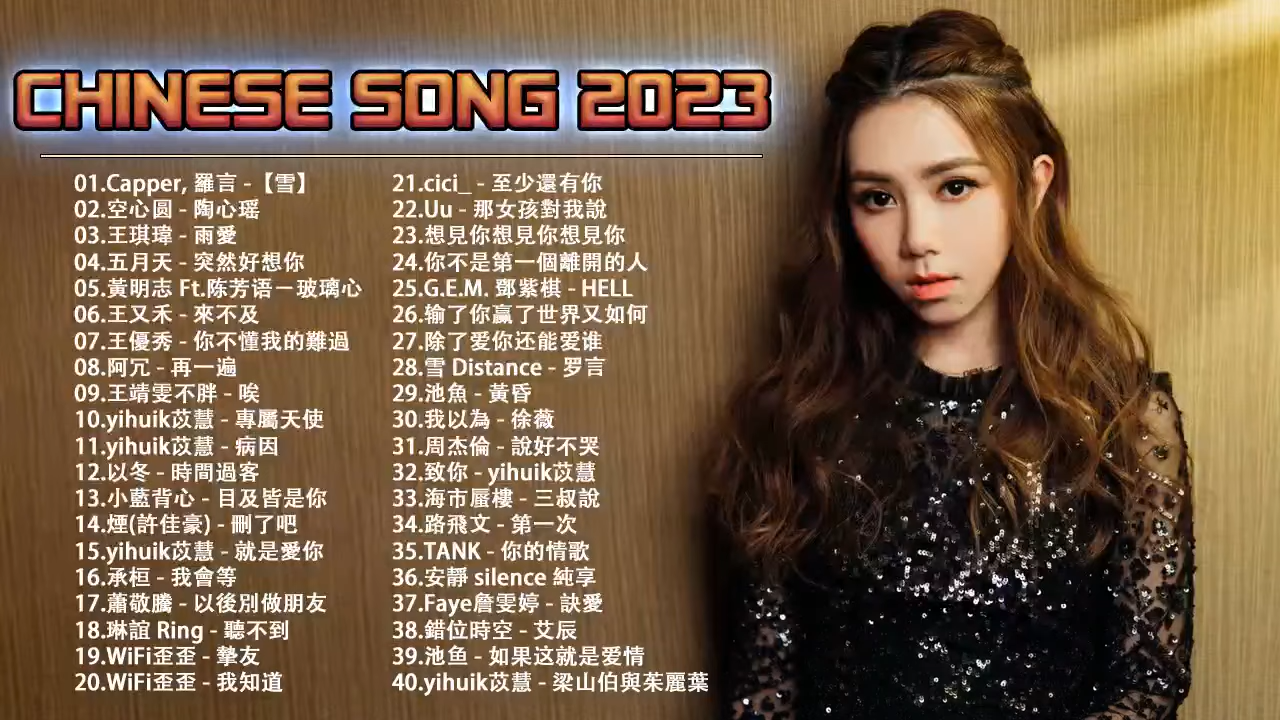 CHINESE SONG 2023
01.Capper, 羅言 -【雪】
02.空心圆 - 陶心瑶
03.王琪瑋 - 雨愛
04.五月天 - 突然好想你
05.黃明志 Ft.陈芳语－玻璃心
06.王又禾 - 來不及
07.王優秀 - 你不懂我的難過
08.阿冗 - 再一遍
09.王靖雯不胖 - 唉
10.yihuik苡慧 - 專屬天使
11.yihuik苡慧 - 病因
12.以冬 - 時間過客
13.小藍背心 - 目及皆是你
14.煙(許佳豪) - 刪了吧
15.yihuik苡慧 - 就是愛你
16.承桓 - 我會等
17.蕭敬騰 - 以後別做朋友
18.琳誼 Ring - 聽不到
19.WiFi歪歪 - 摯友
20.WiFi歪歪 - 我知道
21.cici_ - 至少還有你
22.Uu - 那女孩對我說
23.想見你想見你想見你
24.你不是第一個離開的人
25.G.E.M. 鄧紫棋 - HELL
26.输了你赢了世界又如何
27.除了爱你还能爱谁
28.雪 Distance - 罗言
29.池魚 - 黃昏
30.我以為 - 徐薇
31.周杰倫 - 說好不哭
32.致你 - yihuik苡慧
33.海市蜃樓 - 三叔說
34.路飛文 - 第一次
35.TANK - 你的情歌
36.安靜 silence 純享
37.Faye詹雯婷 - 訣愛
38.錯位時空 - 艾辰
39.池鱼 - 如果这就是爱情
40.yihuik苡慧 - 梁山伯與茱麗葉